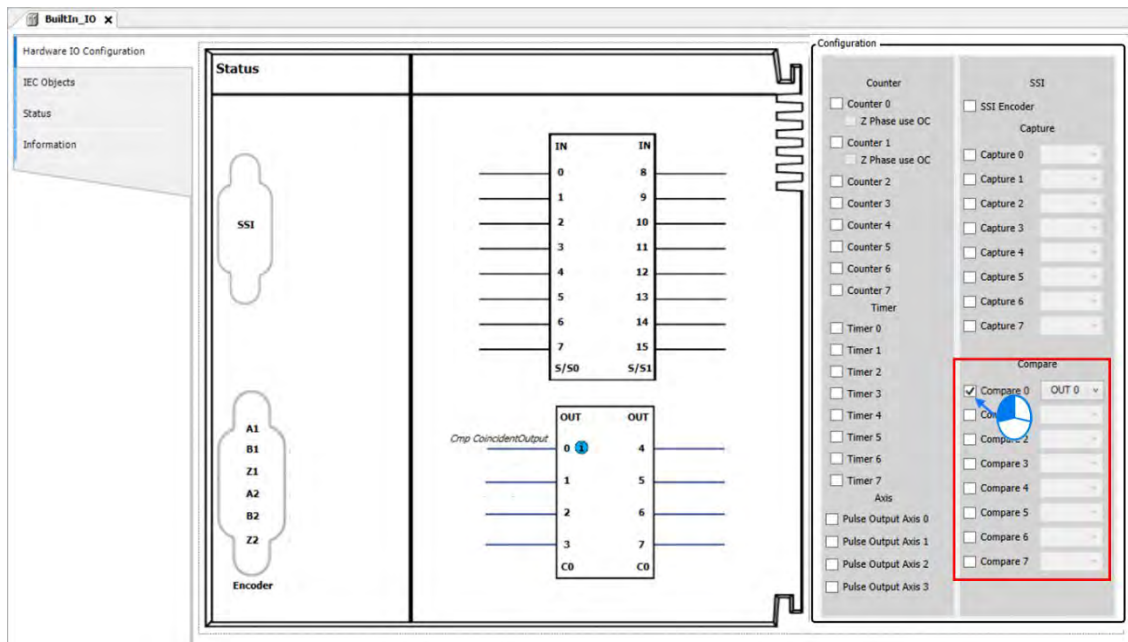 BuiltIn_IO x
Hardware IO Configuration
IEC Objects
Status
Information
Status
SSI
A1
B1
Z1
A2
B2
Z2
Encoder
IN IN
0 8
1 9
2 10
3 11
4 12
5 13
6 14
7 15
S/S0 S/S1
OUT OUT
Cmp CoincidentOutput
0 1 4
1 5
2 6
3 7
C0 C0
Configuration
Counter
Counter 0
Z Phase use OC
Counter 1
Z Phase use OC
Counter 2
Counter 3
Counter 4
Counter 5
Counter 6
Counter 7
Timer
Timer 0
Timer 1
Timer 2
Timer 3
Timer 4
Timer 5
Timer 6
Timer 7
Axis
Pulse Output Axis 0
Pulse Output Axis 1
Pulse Output Axis 2
Pulse Output Axis 3
SSI
SSI Encoder
Capture
Capture 0
Capture 1
Capture 2
Capture 3
Capture 4
Capture 5
Capture 6
Capture 7
Compare
Compare 0 OUT 0
Compare 2
Compare 3
Compare 4
Compare 5
Compare 6
Compare 7